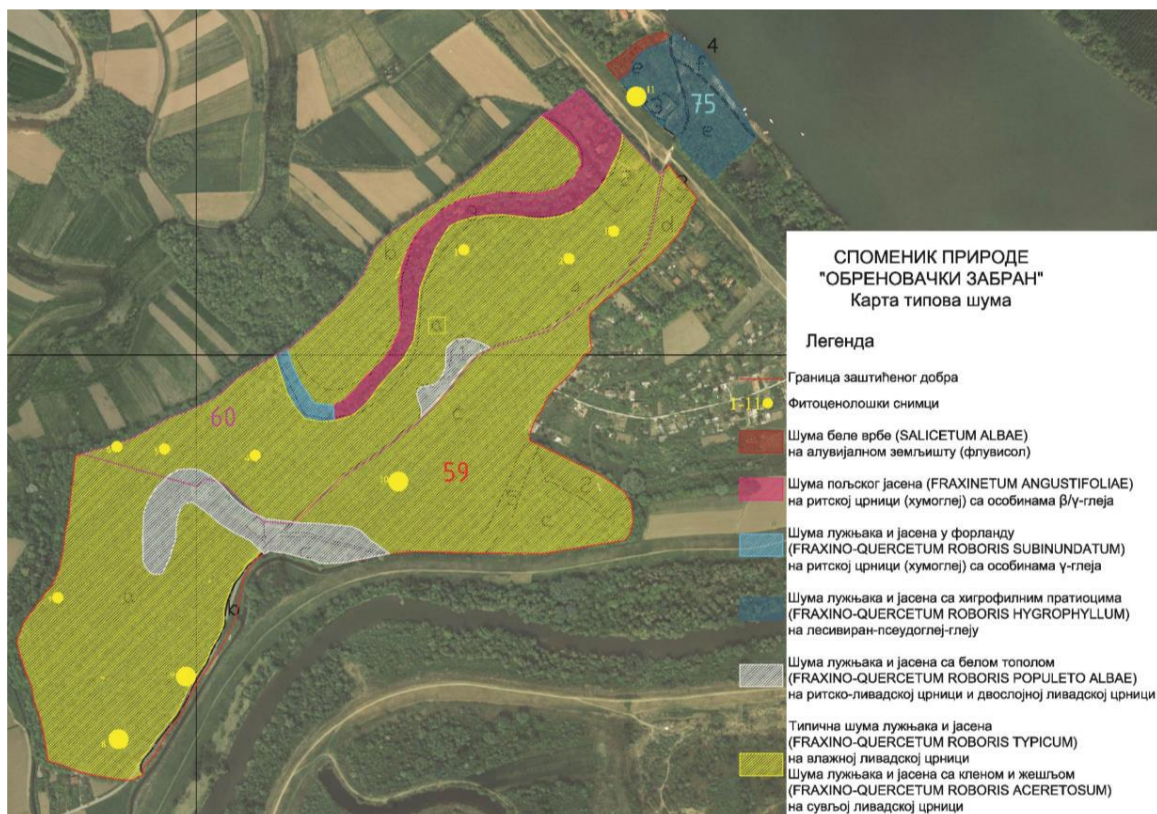 4
75
60
59
СПОМЕНИК ПРИРОДЕ
"ОБРЕНОВАЧКИ ЗАБРАН"
Карта типова шума
Легенда
Граница заштићеног добра
1-11 Фитоценолошки снимци
Шума беле врбе (SALICETUM ALBAE)
на алувијалном земљишту (флувисол)
Шума пољског јасена (FRAXINETUM ANGUSTIFOLIAE)
на ритској црници (хумоглеј) са особинама β/γ-глеја
Шума лужњака и јасена у форланду
(FRAXINO-QUERCETUM ROBORIS SUBINUNDATUM)
на ритској црници (хумоглеј) са особинама γ-глеја
Шума лужњака и јасена са хигрофилним пратиоцима
(FRAXINO-QUERCETUM ROBORIS HYGROPHYLLUM)
на лесивиран-псеудоглеј-глеју
Шума лужњака и јасена са белом тополом
(FRAXINO-QUERCETUM ROBORIS POPULETO ALBAE)
на ритско-ливадској црници и двослојној ливадској црници
Типична шума лужњака и јасена
(FRAXINO-QUERCETUM ROBORIS TYPICUM)
на влажној ливадској црници
Шума лужњака и јасена са кленом и жешљом
(FRAXINO-QUERCETUM ROBORIS ACERETOSUM)
на сувљој ливадској црници